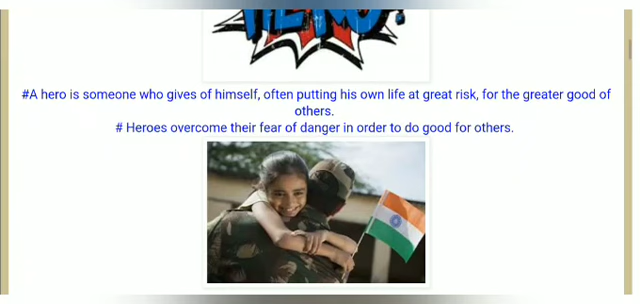 HERO!
#A hero is someone who gives of himself, often putting his own life at great risk, for the greater good of
others.
# Heroes overcome their fear of danger in order to do good for others.